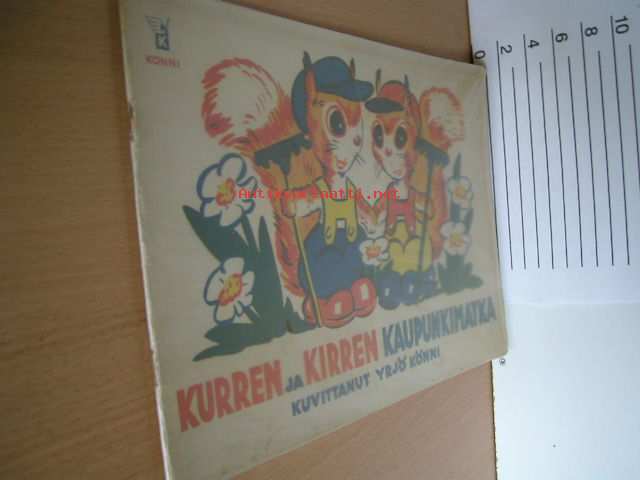 KÖNNI
Antikvariaatti.net
KURREN JA KIRREN KAUPUNKIMATKA
KUVITTANUT YRJÖ KÖNNI
0 2 4 6 8 10